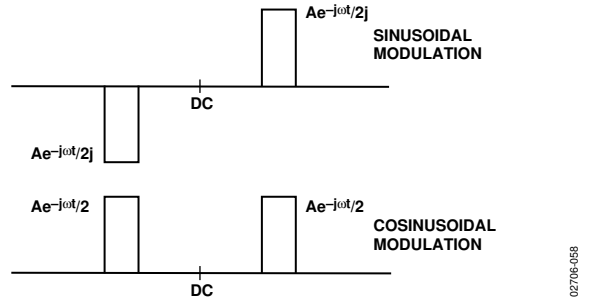 Ae–jωt/2j
SINUSOIDAL
MODULATION
DC
Ae–jωt/2j
Ae–jωt/2
Ae–jωt/2
COSINUSOIDAL
MODULATION
DC
02706-058